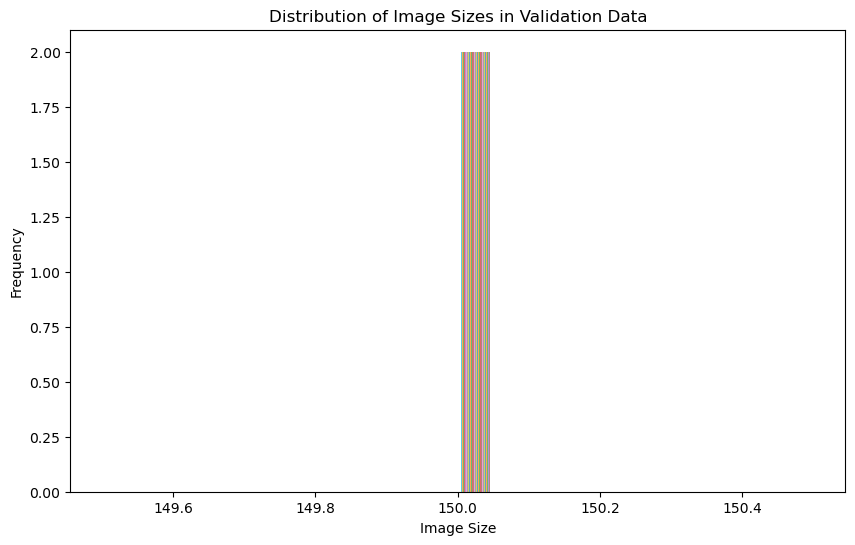 Distribution of Image Sizes in Validation Data
2.00
1.75
1.50
1.25
1.00
0.75
0.50
0.25
0.00
Frequency
149.6 149.8 150.0 150.2 150.4
Image Size